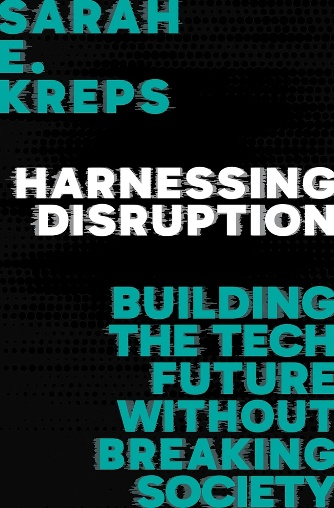 SARAH
E.
KREPS
HARNESSING
DISRUPTION
BUILDING
THE TECH
FUTURE
WITHOUT
BREAKING
SOCIETY